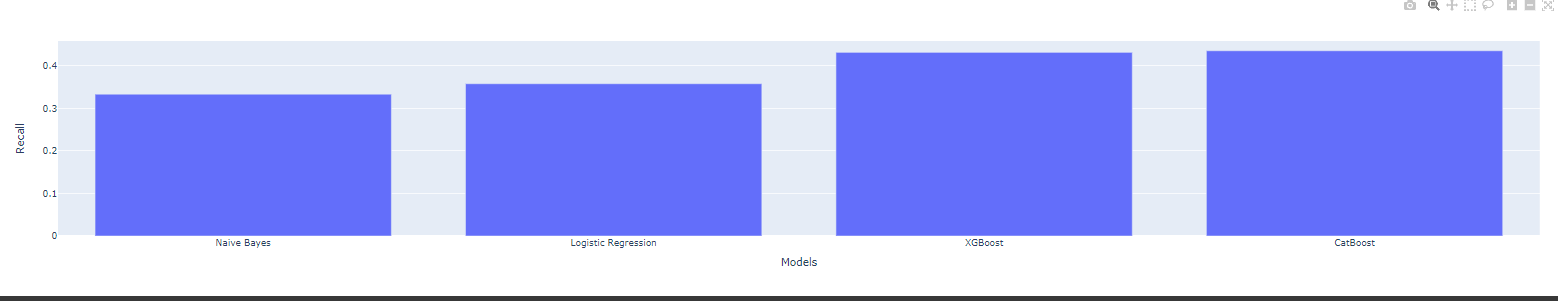 Recall
0.4
0.3
0.2
0.1
0
Naive Bayes
Logistic Regression
XGBoost
CatBoost
Models